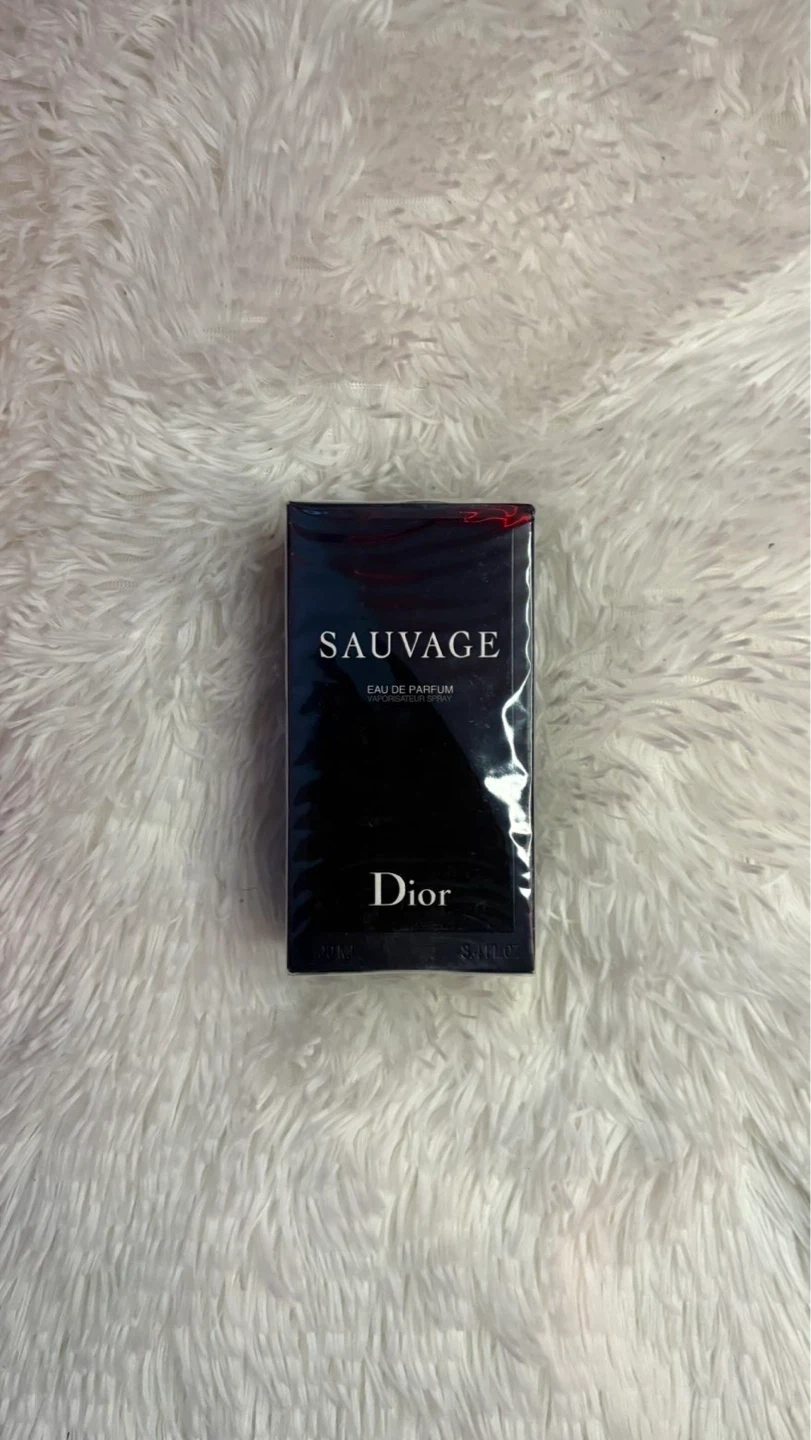 SAUVAGE
EAU DE PARFUM
VAPORISATEUR SPRAY
Dior